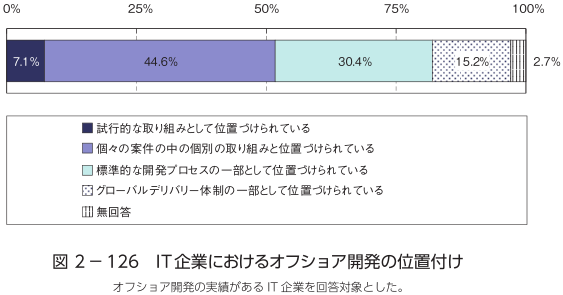 0% 25% 50% 75% 100%
7.1% 44.6% 30.4% 15.2% 2.7%
試行的な取り組みとして位置づけられている
個々の案件の中の個別の取り組みと位置づけられている
標準的な開発プロセスの一部として位置づけられている
グローバルデリバリー体制の一部として位置づけられている
無回答
図 2-126 IT企業におけるオフショア開発の位置付け
オフショア開発の実績がある IT 企業を回答対象とした。